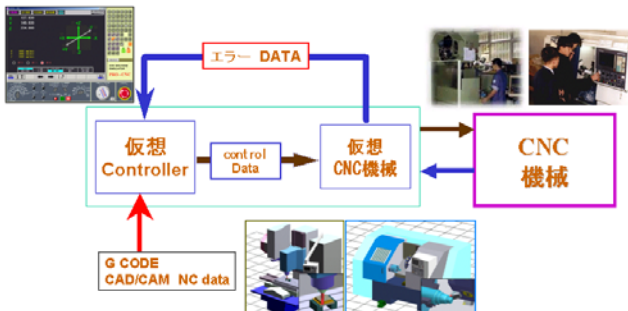 エラー DATA
仮想
Controller
control
Data
仮想
CNC機械
CNC
機械
G CODE
CAD/CAM NC data